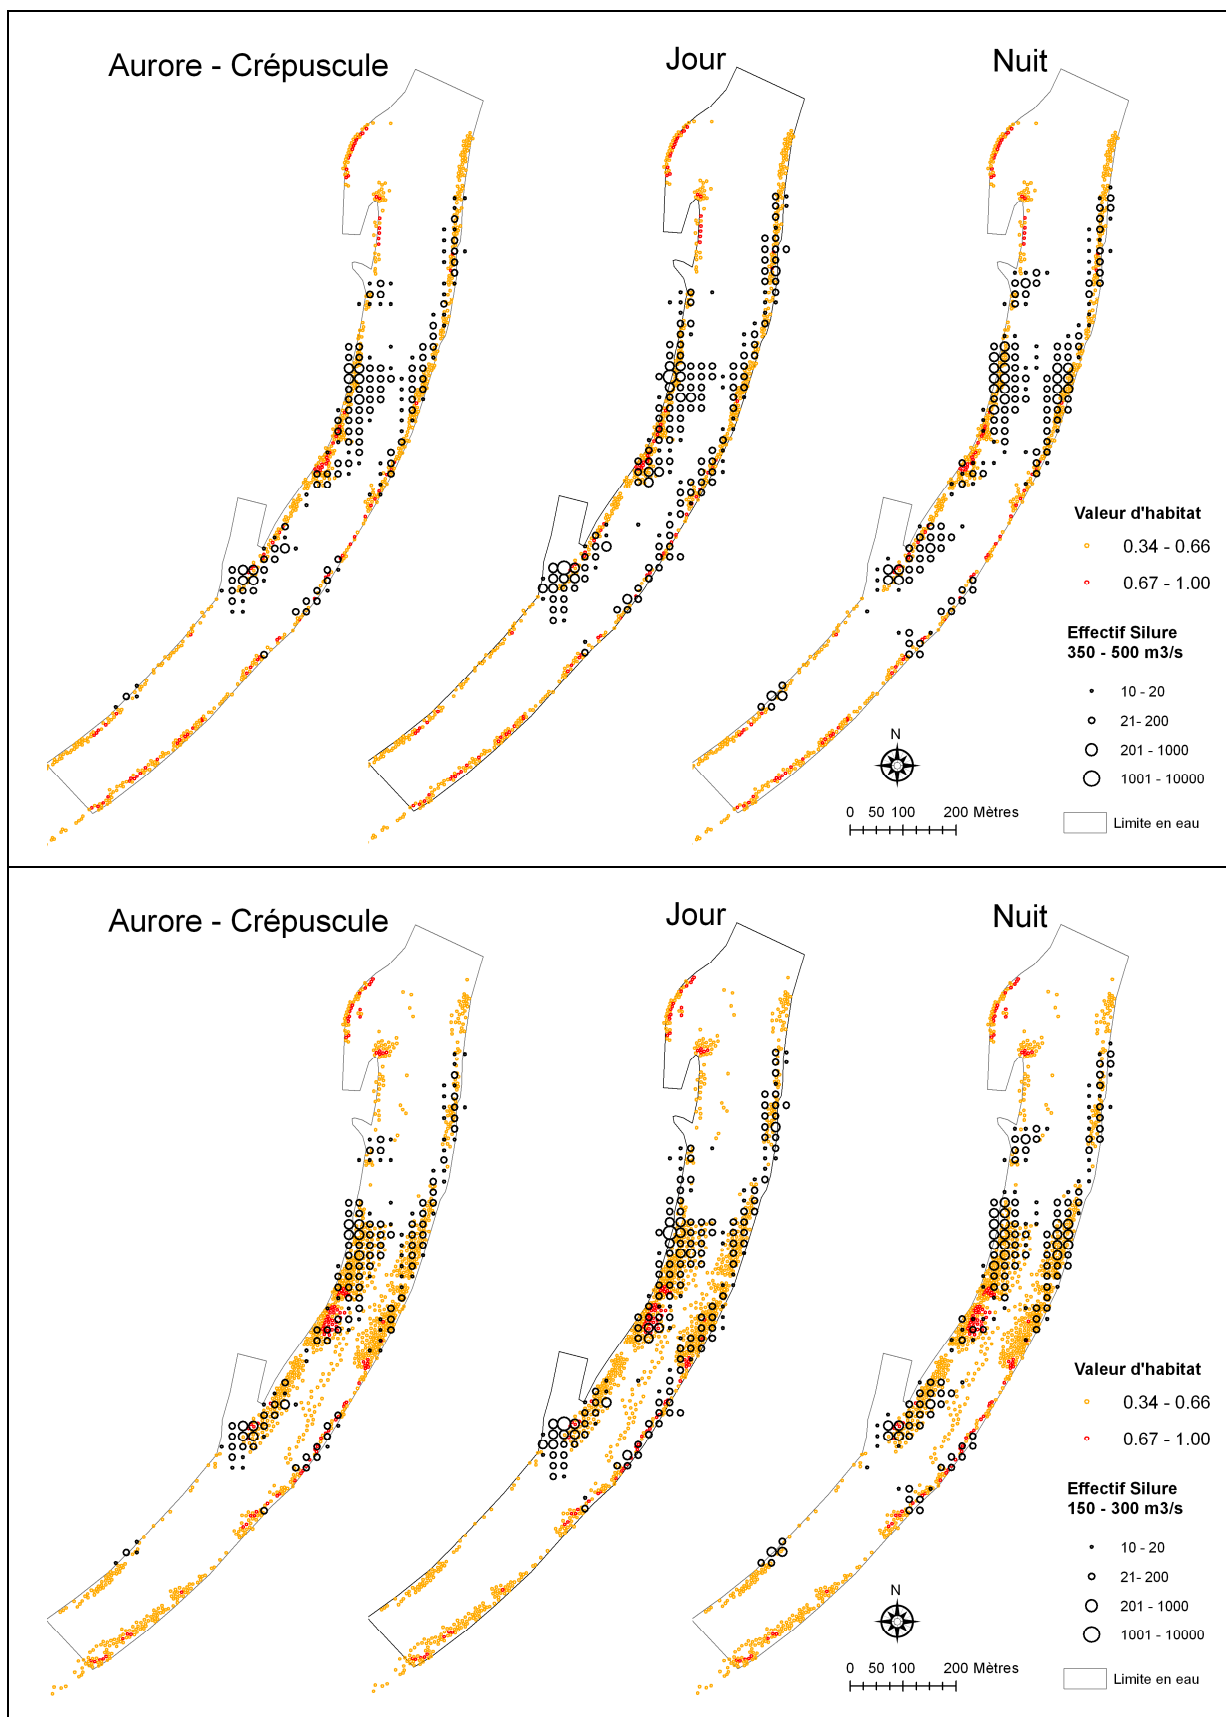 Aurore - Crépuscule
Jour
Nuit
Valeur d'habitat
0.34 - 0.66
0.67 - 1.00
Effectif Silure
350 - 500 m3/s
10 - 20
21- 200
201 - 1000
1001 - 10000
Limite en eau
N
0 50 100 200 Mètres
Aurore - Crépuscule
Jour
Nuit
Valeur d'habitat
0.34 - 0.66
0.67 - 1.00
Effectif Silure
150 - 300 m3/s
10 - 20
21- 200
201 - 1000
1001 - 10000
Limite en eau
N
0 50 100 200 Mètres